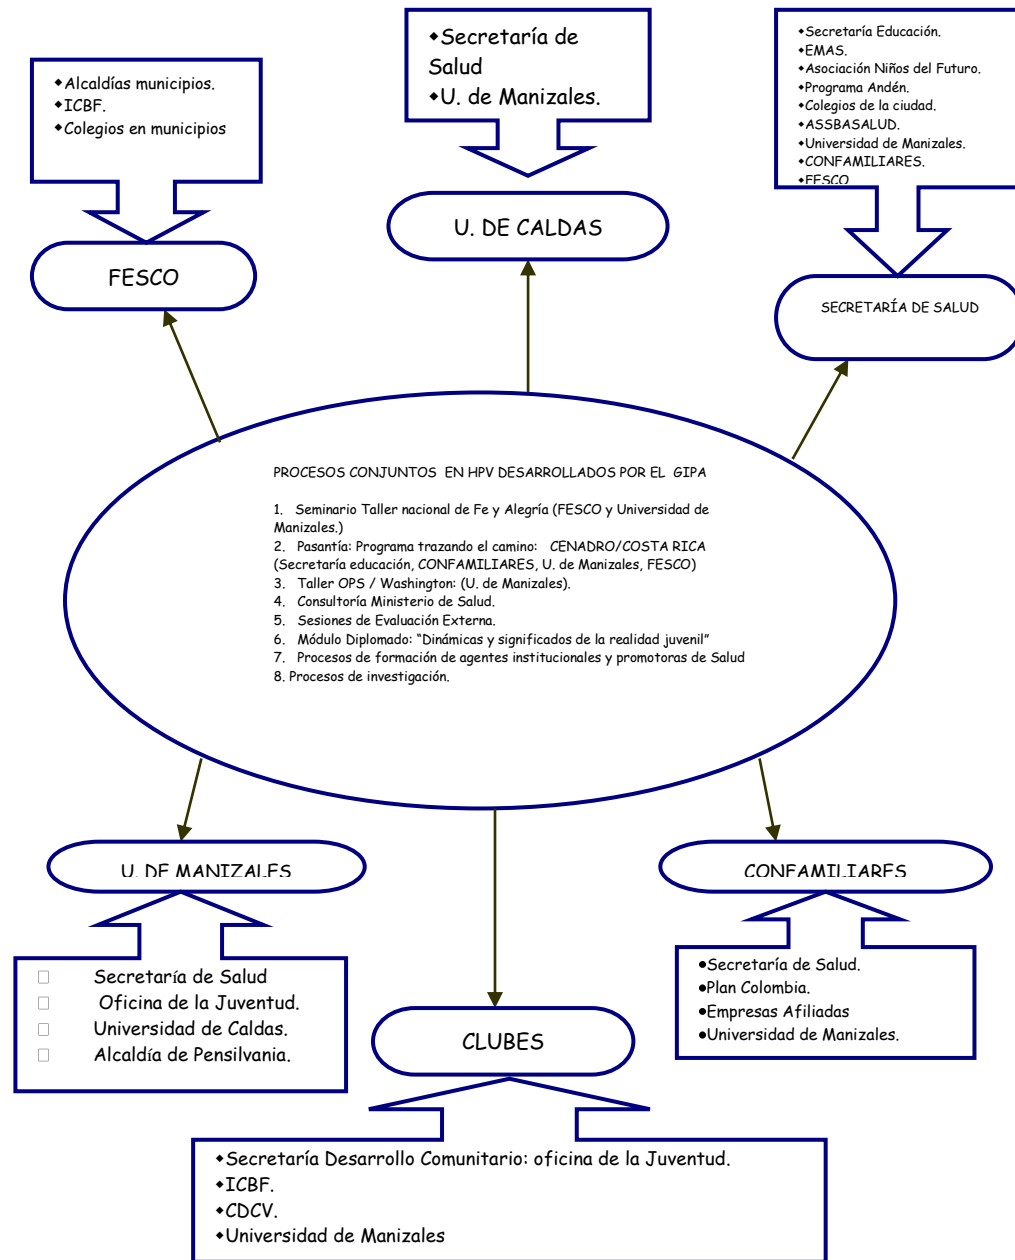 ◆Secretaría de
Salud
◆U. de Manizales.
◆Alcaldías municipios.
◆ICBF.
◆Colegios en municipios
◆Secretaría Educación.
◆EMAS.
◆Asociación Niños del Futuro.
◆Programa Andén.
◆Colegios de la ciudad.
◆ASSBASALUD.
◆Universidad de Manizales.
◆CONFAMILIARES.
◆FESCO
FESCO
U. DE CALDAS
SECRETARÍA DE SALUD
PROCESOS CONJUNTOS EN HPV DESARROLLADOS POR EL GIPA
1. Seminario Taller nacional de Fe y Alegría (FESCO y Universidad de
Manizales.)
2. Pasantía: Programa trazando el camino: CENADRO/COSTA RICA
(Secretaría educación, CONFAMILIARES, U. de Manizales, FESCO)
3. Taller OPS / Washington: (U. de Manizales).
4. Consultoría Ministerio de Salud.
5. Sesiones de Evaluación Externa.
6. Módulo Diplomado: “Dinámicas y significados de la realidad juvenil”
7. Procesos de formación de agentes institucionales y promotoras de Salud
8. Procesos de investigación.
U. DE MANIZALES
CONFAMILIARES
CLUBES
Secretaría de Salud
Oficina de la Juventud.
Universidad de Caldas.
Alcaldía de Pensilvania.
●Secretaría de Salud.
●Plan Colombia.
●Empresas Afiliadas
●Universidad de Manizales.
◆Secretaría Desarrollo Comunitario: oficina de la Juventud.
◆ICBF.
◆CDCV.
◆Universidad de Manizales